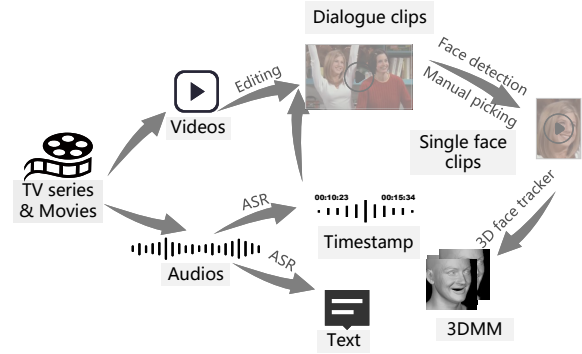 Dialogue clips
Editing
Face detection
Manual picking
Videos
Single face
clips
TV series
& Movies
ASR
00:10:23 00:15:34
Timestamp
3D face tracker
Audios
ASR
Text
3DMM